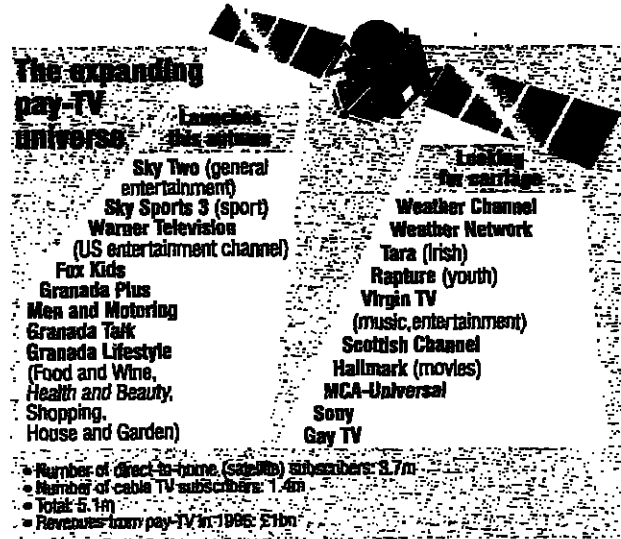 The expanding
pay-TV
universe
Launches
this autumn
Sky Two (general
entertainment)
Sky Sports 3 (sport)
Warner Television
(US entertainment channel)
Fox Kids
Granada Plus
Men and Motoring
Granada Talk
Granada Lifestyle
(Food and Wine,
Health and Beauty,
Shopping,
House and Garden)
Looking
for carriage
Weather Channel
Weather Network
Tara (Irish)
Rapture (youth)
Virgin TV
(music, entertainment)
Scottish Channel
Hallmark (movies)
MCA-Universal
Sony
Gay TV
• Number of direct-to-home (satellite) subscribers: 3.7m
• Number of cable TV subscribers: 1.4m
• Total: 5.1m
• Revenues from pay-TV in 1995: £1bn